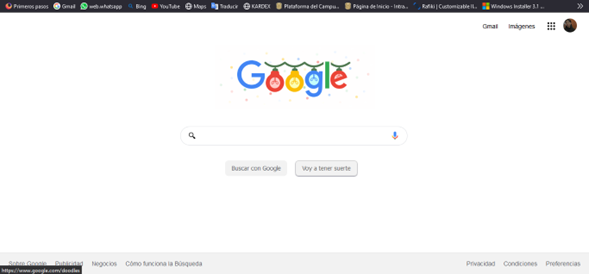 Primeros pasos Gmail web.whatsapp Bing YouTube Maps Traducir KARDEX Plataforma del Campu... Página de Inicio - Intra... Rafiki | Customizable Il... Windows Installer 3.1 ...
Gmail Imágenes
Google
Buscar con Google Voy a tener suerte
Sobre Google Publicidad Negocios Cómo funciona la Búsqueda Privacidad Condiciones Preferencias
https://www.google.com/doodles